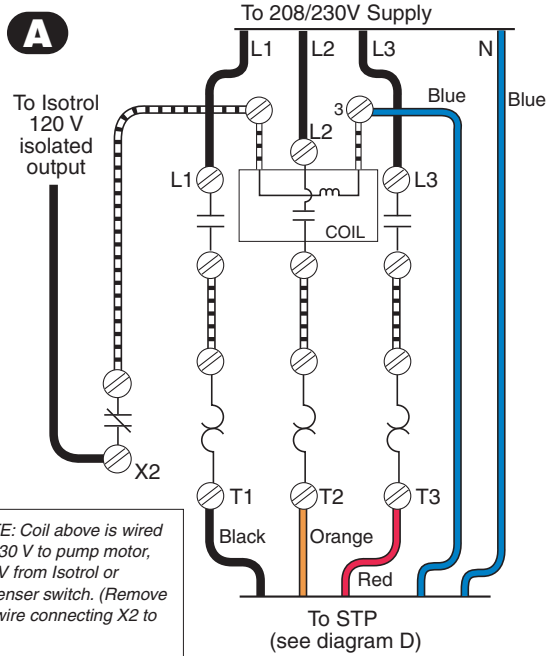 A
To 208/230V Supply
L1
L2
L3
N
To Isotrol
120 V
isolated
output
3
Blue
Blue
L2
L1
L3
COIL
X2
T1
T2
T3
Black
Orange
Red
Coil above is wired
30 V to pump motor,
V from Isotrol or
switch. (Remove
wire connecting X2 to
To STP
(see diagram D)